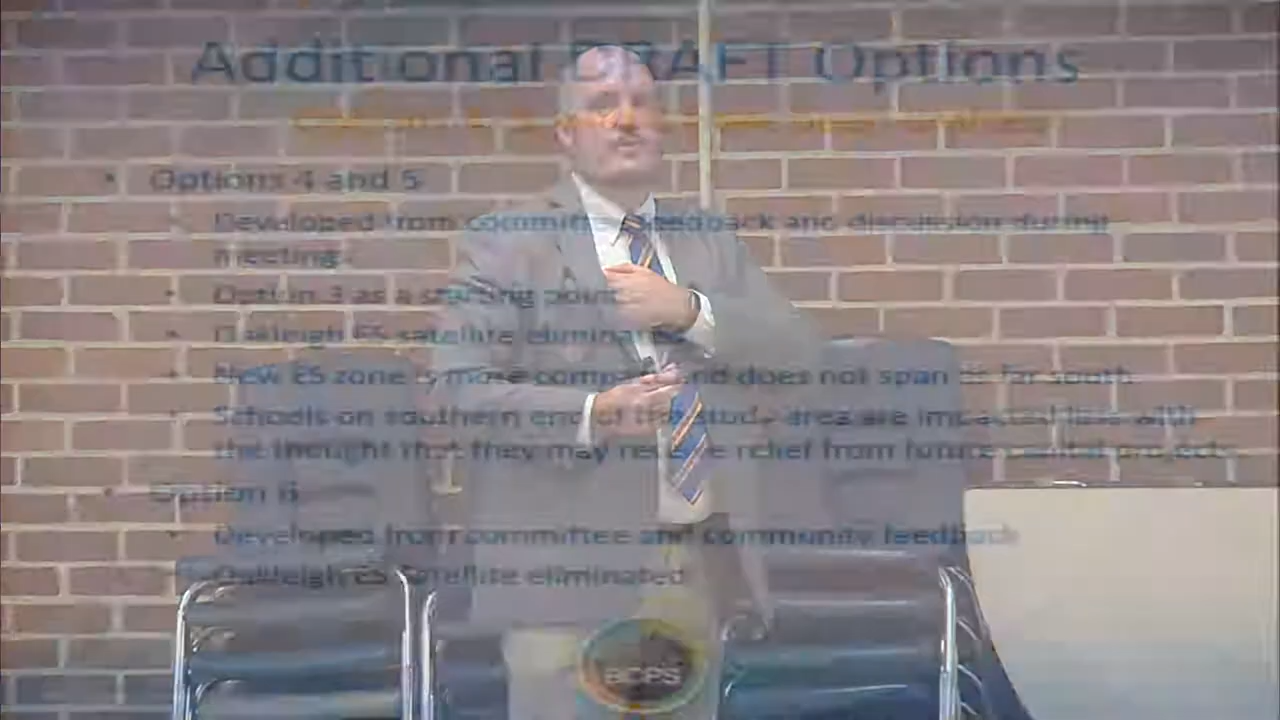 Additional DRAFT Options
• Options 4 and 5
• Developed from committee feedback and discussion during
meeting.
• Option 3 as a starting point
• Oakleigh ES satellite eliminated
• New ES zone is more compact and does not span as far south
• Schools on southern end of the study area are impacted less with
the thought that they may receive relief from future capital projects
• Option 6
• Developed from committee and community feedback
• Oakleigh ES Satellite eliminated
BCPS